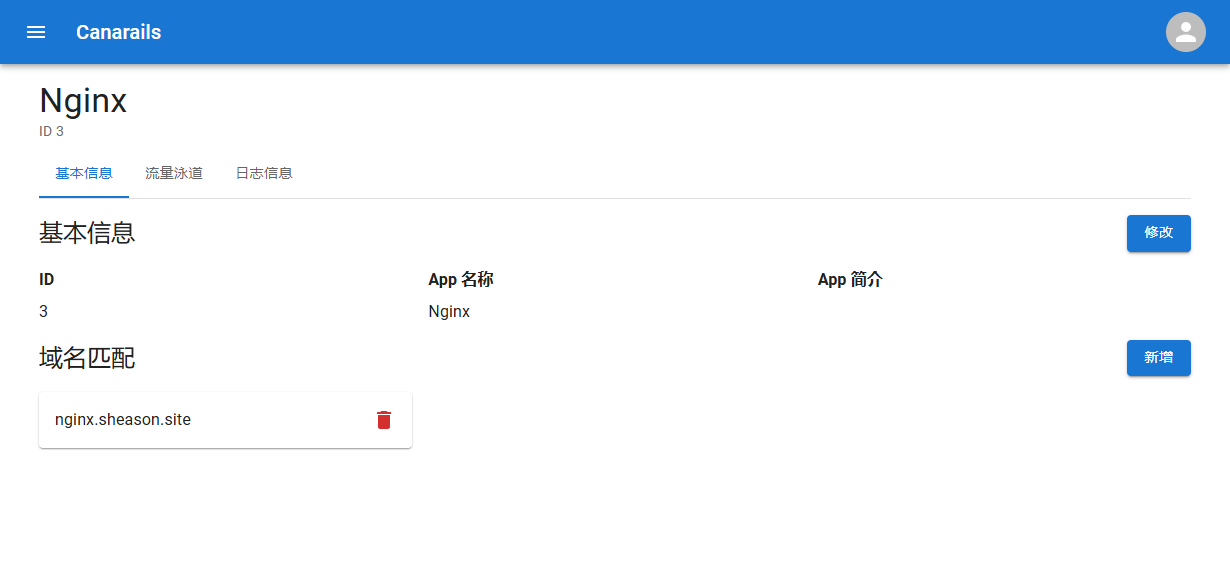 Canarails
Nginx
ID 3
基本信息 流量泳道 日志信息
基本信息 修改
ID App 名称 App 简介
3 Nginx
域名匹配 新增
nginx.sheason.site